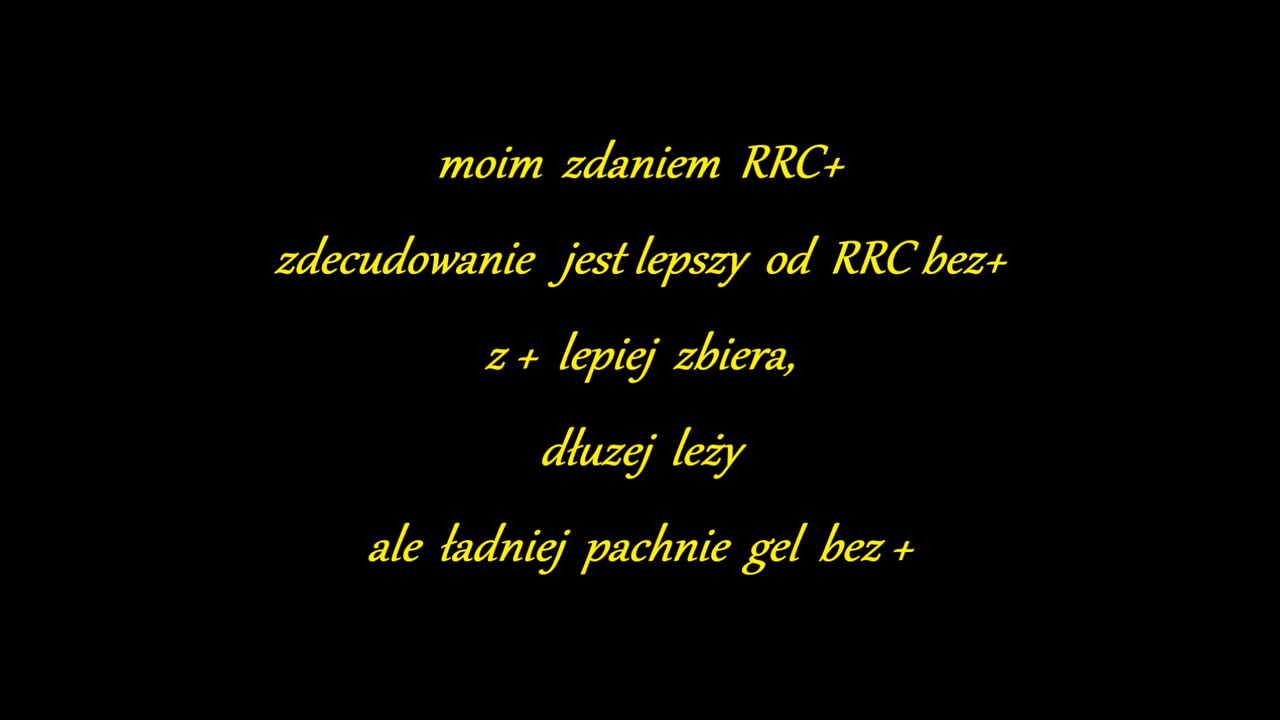 moim zdaniem RRC+
zdecudowanie jest lepszy od RRC bez+
z + lepiej zbiera,
dłuzej leży
ale ładniej pachnie gel bez +